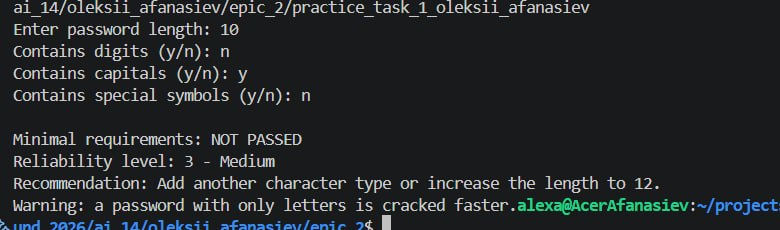 ai_14/oleksii_afanasiev/epic_2/practice_task_1_oleksii_afanasiev
Enter password length: 10
Contains digits (y/n): n
Contains capitals (y/n): y
Contains special symbols (y/n): n
Minimal requirements: NOT PASSED
Reliability level: 3 - Medium
Recommendation: Add another character type or increase the length to 12.
Warning: a password with only letters is cracked faster.alexa@AcerAfanasiev:~/project
und_2026/ai_14/oleksii_afanasiev/epic_2$